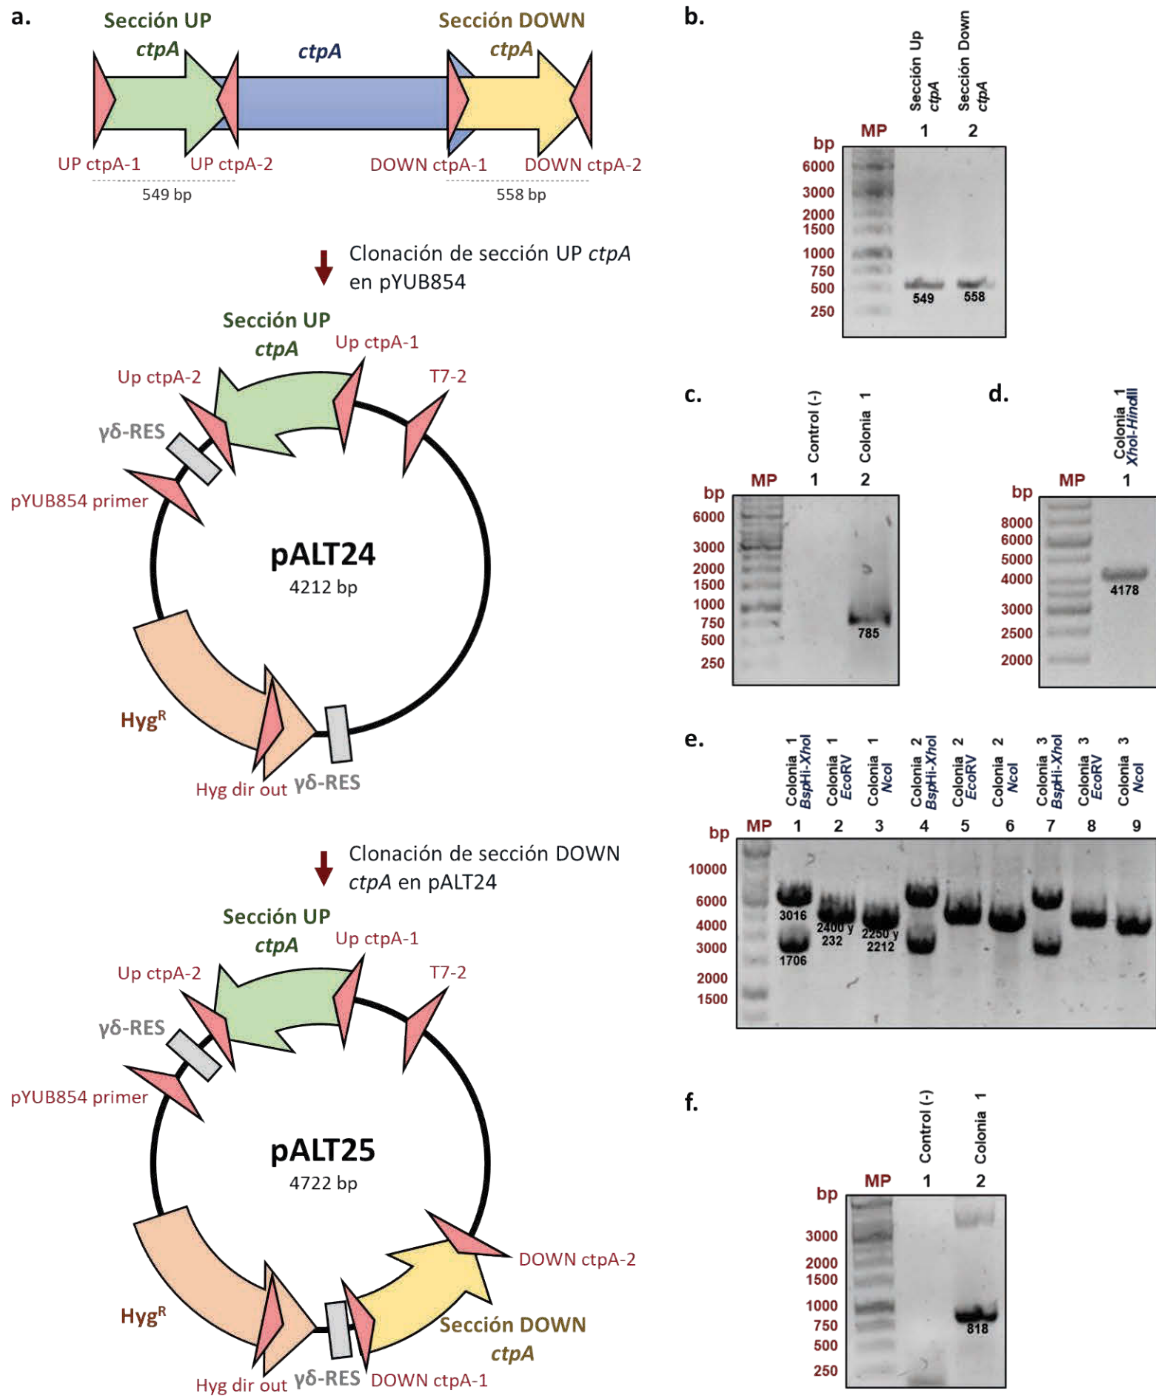 a.
Sección UP
ctpA
ctpA
Sección DOWN
ctpA
UP ctpA-1
UP ctpA-2
DOWN ctpA-1
DOWN ctpA-2
549 bp
558 bp
Clonación de sección UP ctpA
en pYUB854
Sección UP
ctpA
Up ctpA-1
Up ctpA-2
T7-2
γδ-RES
pYUB854 primer
pALT24
4212 bp
Hyg^R
Hyg dir out
γδ-RES
Clonación de sección DOWN
ctpA en pALT24
Sección UP
ctpA
Up ctpA-1
Up ctpA-2
T7-2
γδ-RES
pYUB854 primer
pALT25
4722 bp
DOWN ctpA-2
Hyg^R
Sección DOWN
ctpA
Hyg dir out
γδ-RES
DOWN ctpA-1
b.
Sección Up
ctpA
Sección Down
ctpA
MP
1
2
bp
6000
3000
2000
1500
1000
750
500
250
549
558
c.
Control (-)
Colonia 1
MP
1
2
bp
6000
3000
2000
1500
1000
750
500
250
785
d.
Colonia 1
XhoI-HindIII
MP
1
bp
8000
6000
5000
4000
3000
2500
2000
4178
e.
Colonia 1
BspHi-XhoI
Colonia 1
EcoRV
Colonia 1
NcoI
Colonia 2
BspHi-XhoI
Colonia 2
EcoRV
Colonia 2
NcoI
Colonia 3
BspHi-XhoI
Colonia 3
EcoRV
Colonia 3
NcoI
MP
1
2
3
4
5
6
7
8
9
bp
10000
6000
4000
3000
2000
1500
3016
1706
2400 y
232
2250 y
2212
f.
Control (-)
Colonia 1
MP
1
2
bp
3000
2000
1500
1000
750
500
250
818